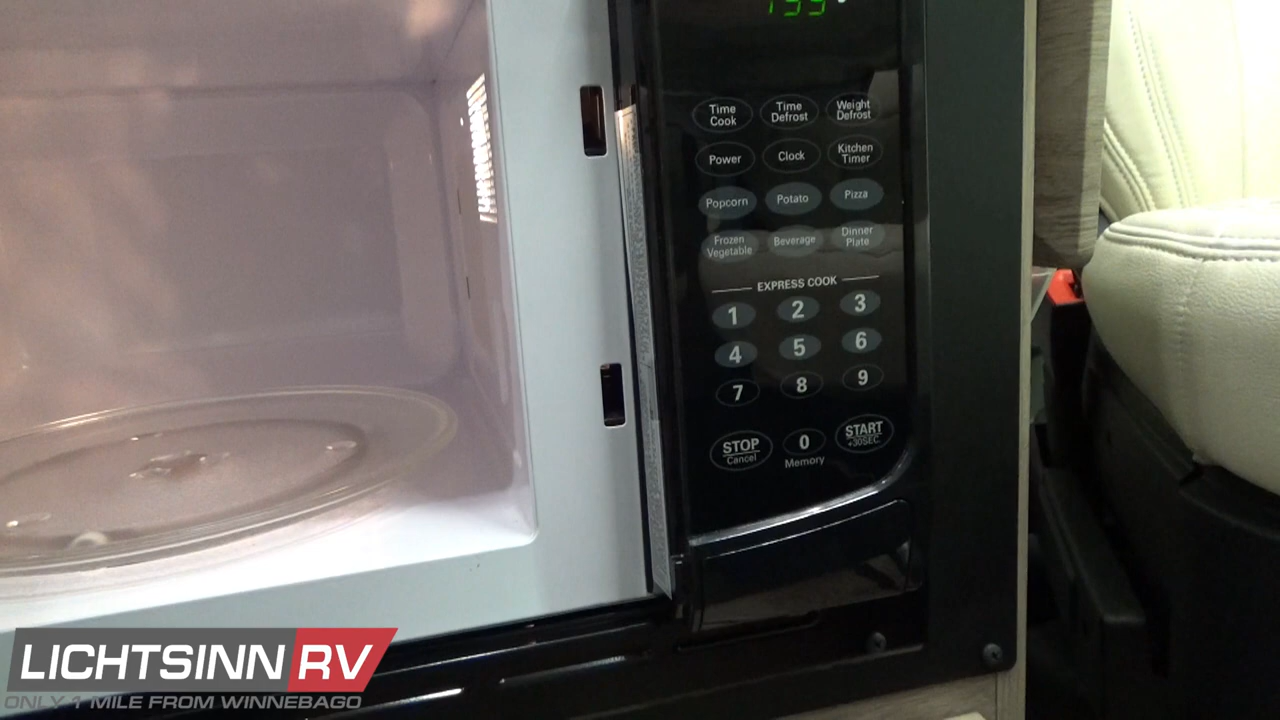 Time Cook
Time Defrost
Weight Defrost
Power
Clock
Kitchen Timer
Popcorn
Potato
Pizza
Frozen Vegetable
Beverage
Dinner Plate
EXPRESS COOK
1 2 3
4 5 6
7 8 9
STOP
Cancel
0
Memory
START
+30SEC.
LICHTSINN RV
ONLY 1 MILE FROM WINNEBAGO